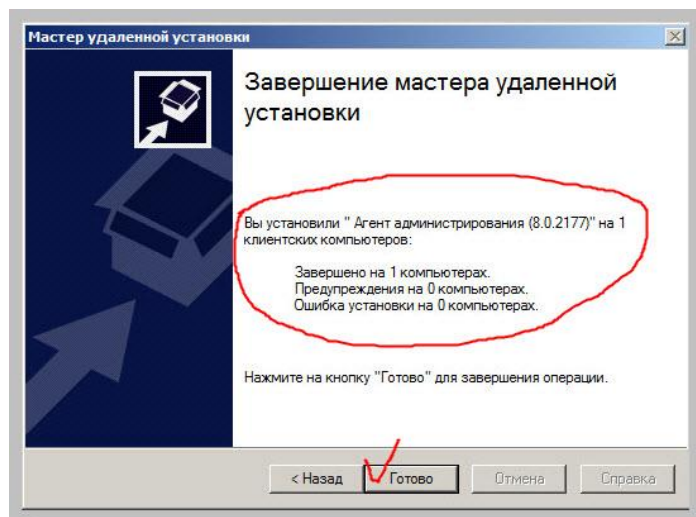 Мастер удаленной установки
Завершение мастера удаленной
установки
Вы установили " Агент администрирования (8.0.2177)" на 1
клиентских компьютеров:
Завершено на 1 компьютерах.
Предупреждения на 0 компьютерах.
Ошибка установки на 0 компьютерах.
Нажмите на кнопку "Готово" для завершения операции.
< Назад Готово Отмена Справка